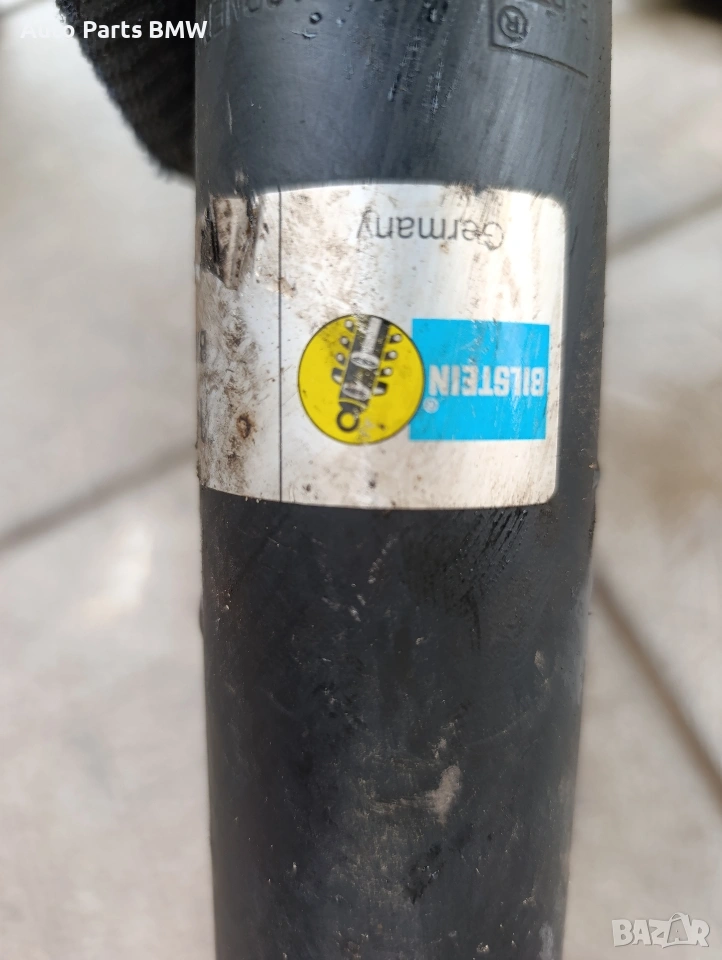 Auto Parts BMW
®
Germany
BILSTEIN®
BAZAR